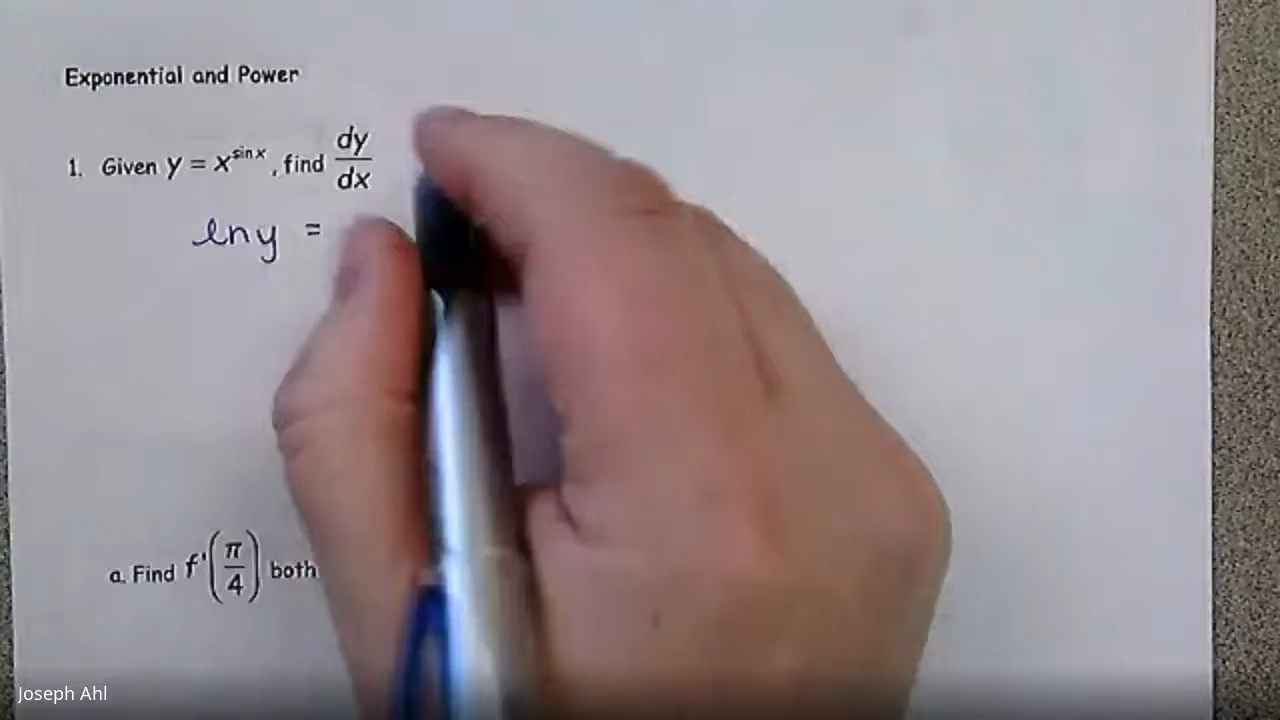 Exponential and Power
1. Given y = x^sin x, find dy/dx
ln y =
a. Find f'(π/4) both
Joseph Ahl